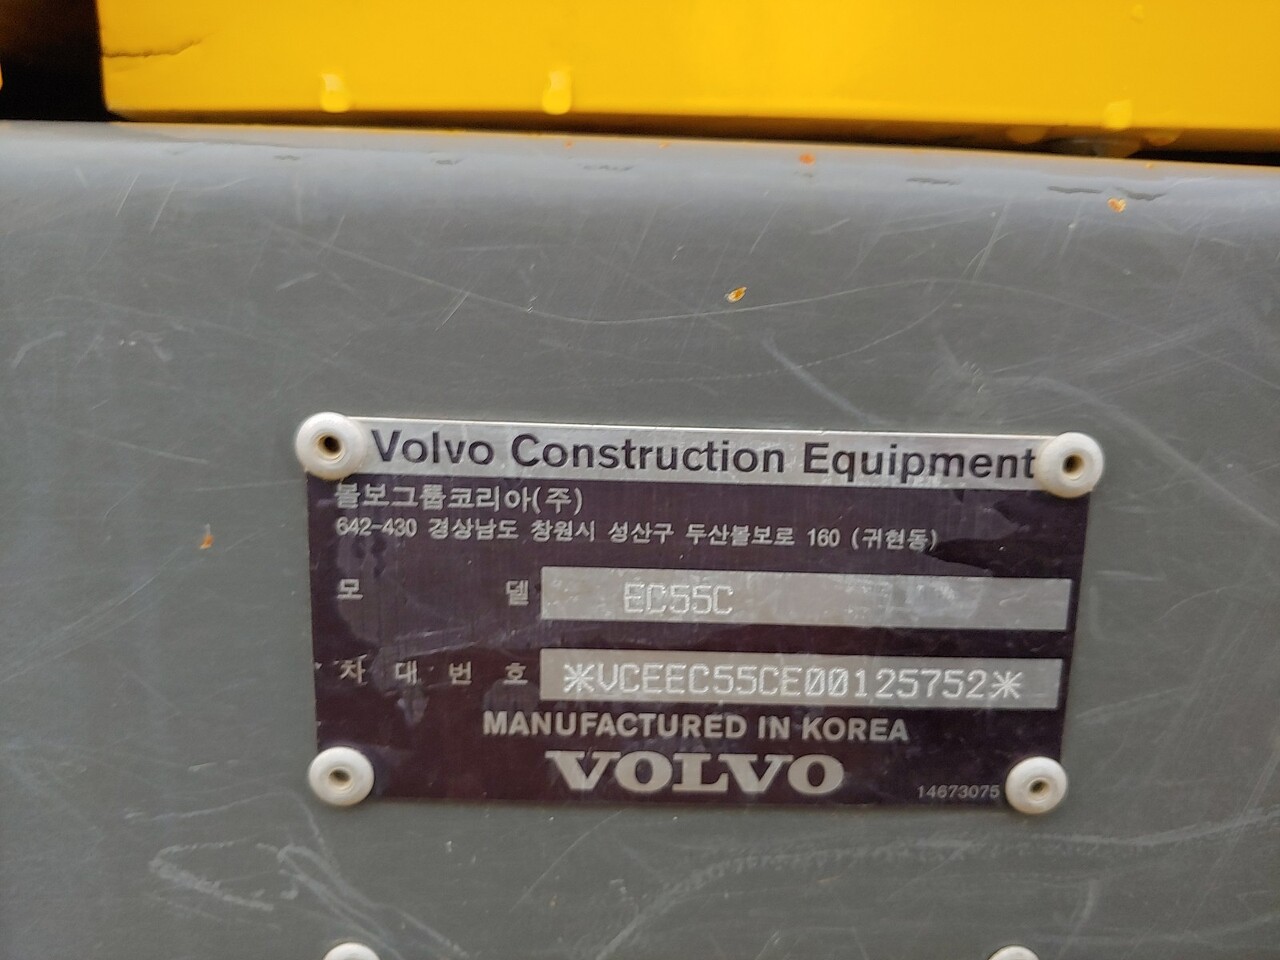 Volvo Construction Equipment
볼보그룹코리아(주)
642-430 경상남도 창원시 성산구 두산볼보로 160 (귀현동)
모 델 EC55C
차 대 번 호 *VCEEC55CE00125752*
MANUFACTURED IN KOREA
VOLVO
14673075